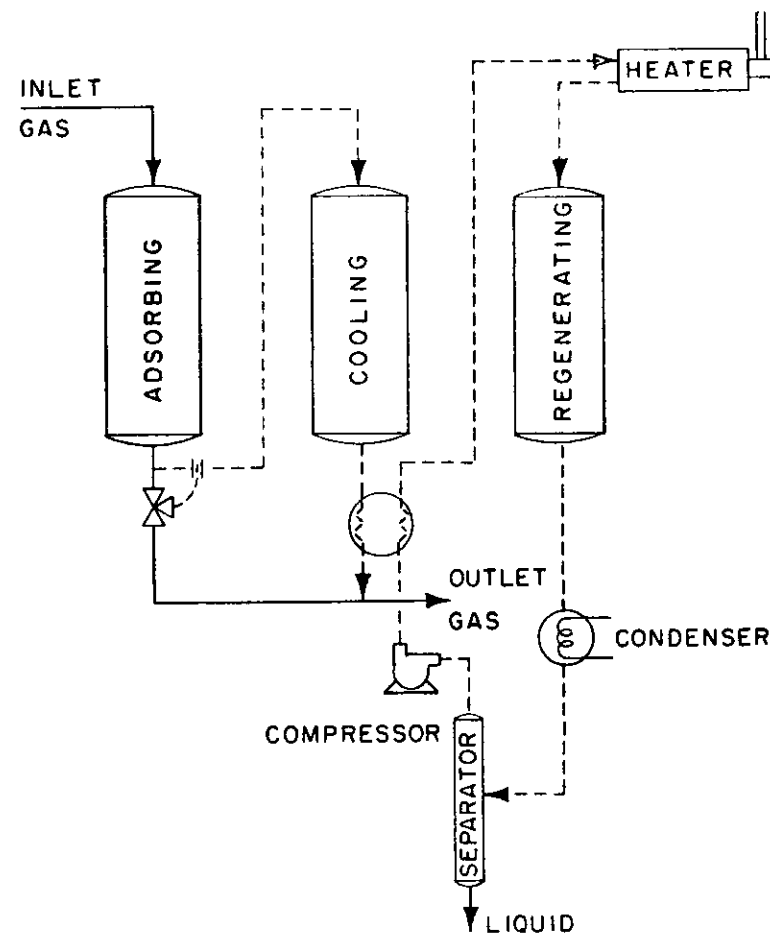 HEATER
INLET
GAS
ADSORBING
COOLING
REGENERATING
OUTLET
GAS
CONDENSER
COMPRESSOR
SEPARATOR
LIQUID